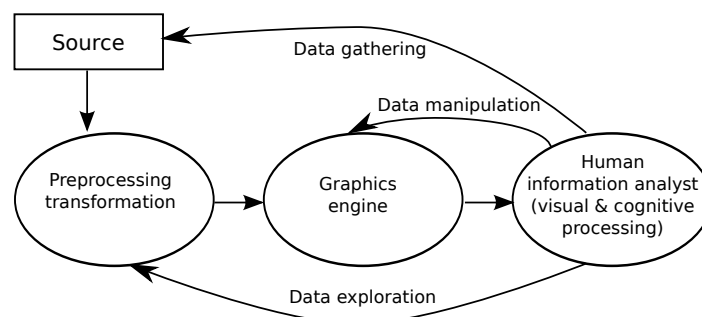 Source
Data gathering
Data manipulation
Preprocessing
transformation
Graphics
engine
Human
information analyst
(visual & cognitive
processing)
Data exploration